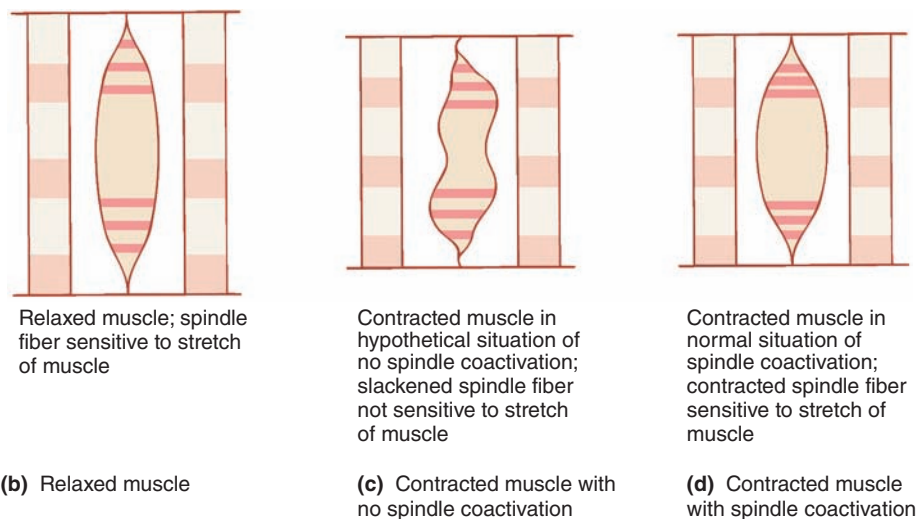 Relaxed muscle; spindle
fiber sensitive to stretch
of muscle
(b) Relaxed muscle
Contracted muscle in
hypothetical situation of
no spindle coactivation;
slackened spindle fiber
not sensitive to stretch
of muscle
(c) Contracted muscle with
no spindle coactivation
Contracted muscle in
normal situation of
spindle coactivation;
contracted spindle fiber
sensitive to stretch of
muscle
(d) Contracted muscle
with spindle coactivation